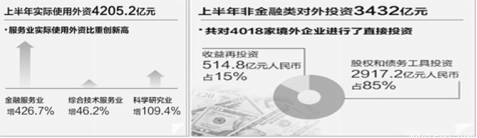 上半年实际使用外资4205.2亿元
服务业实际使用外资比重创新高
金融服务业
增426.7%
综合技术服务业
增46.2%
科学研究业
增109.4%
上半年非金融类对外投资3432亿元
共对4018家境外企业进行了直接投资
收益再投资
514.8亿元人民币
占15%
股权和债务工具投资
2917.2亿元人民币
占85%